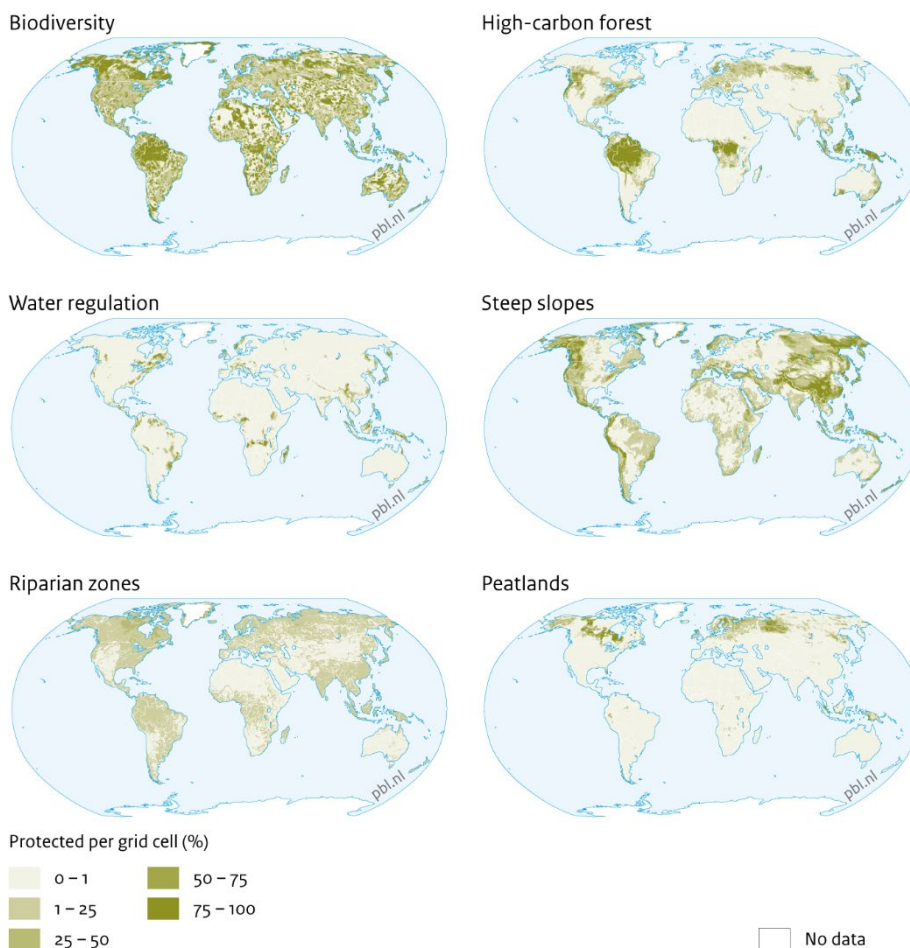 Biodiversity
High-carbon forest
pbl.nl
pbl.nl
Water regulation
Steep slopes
pbl.nl
pbl.nl
Riparian zones
Peatlands
pbl.nl
pbl.nl
Protected per grid cell (%)
0 – 1
50 – 75
1 – 25
75 – 100
25 – 50
No data